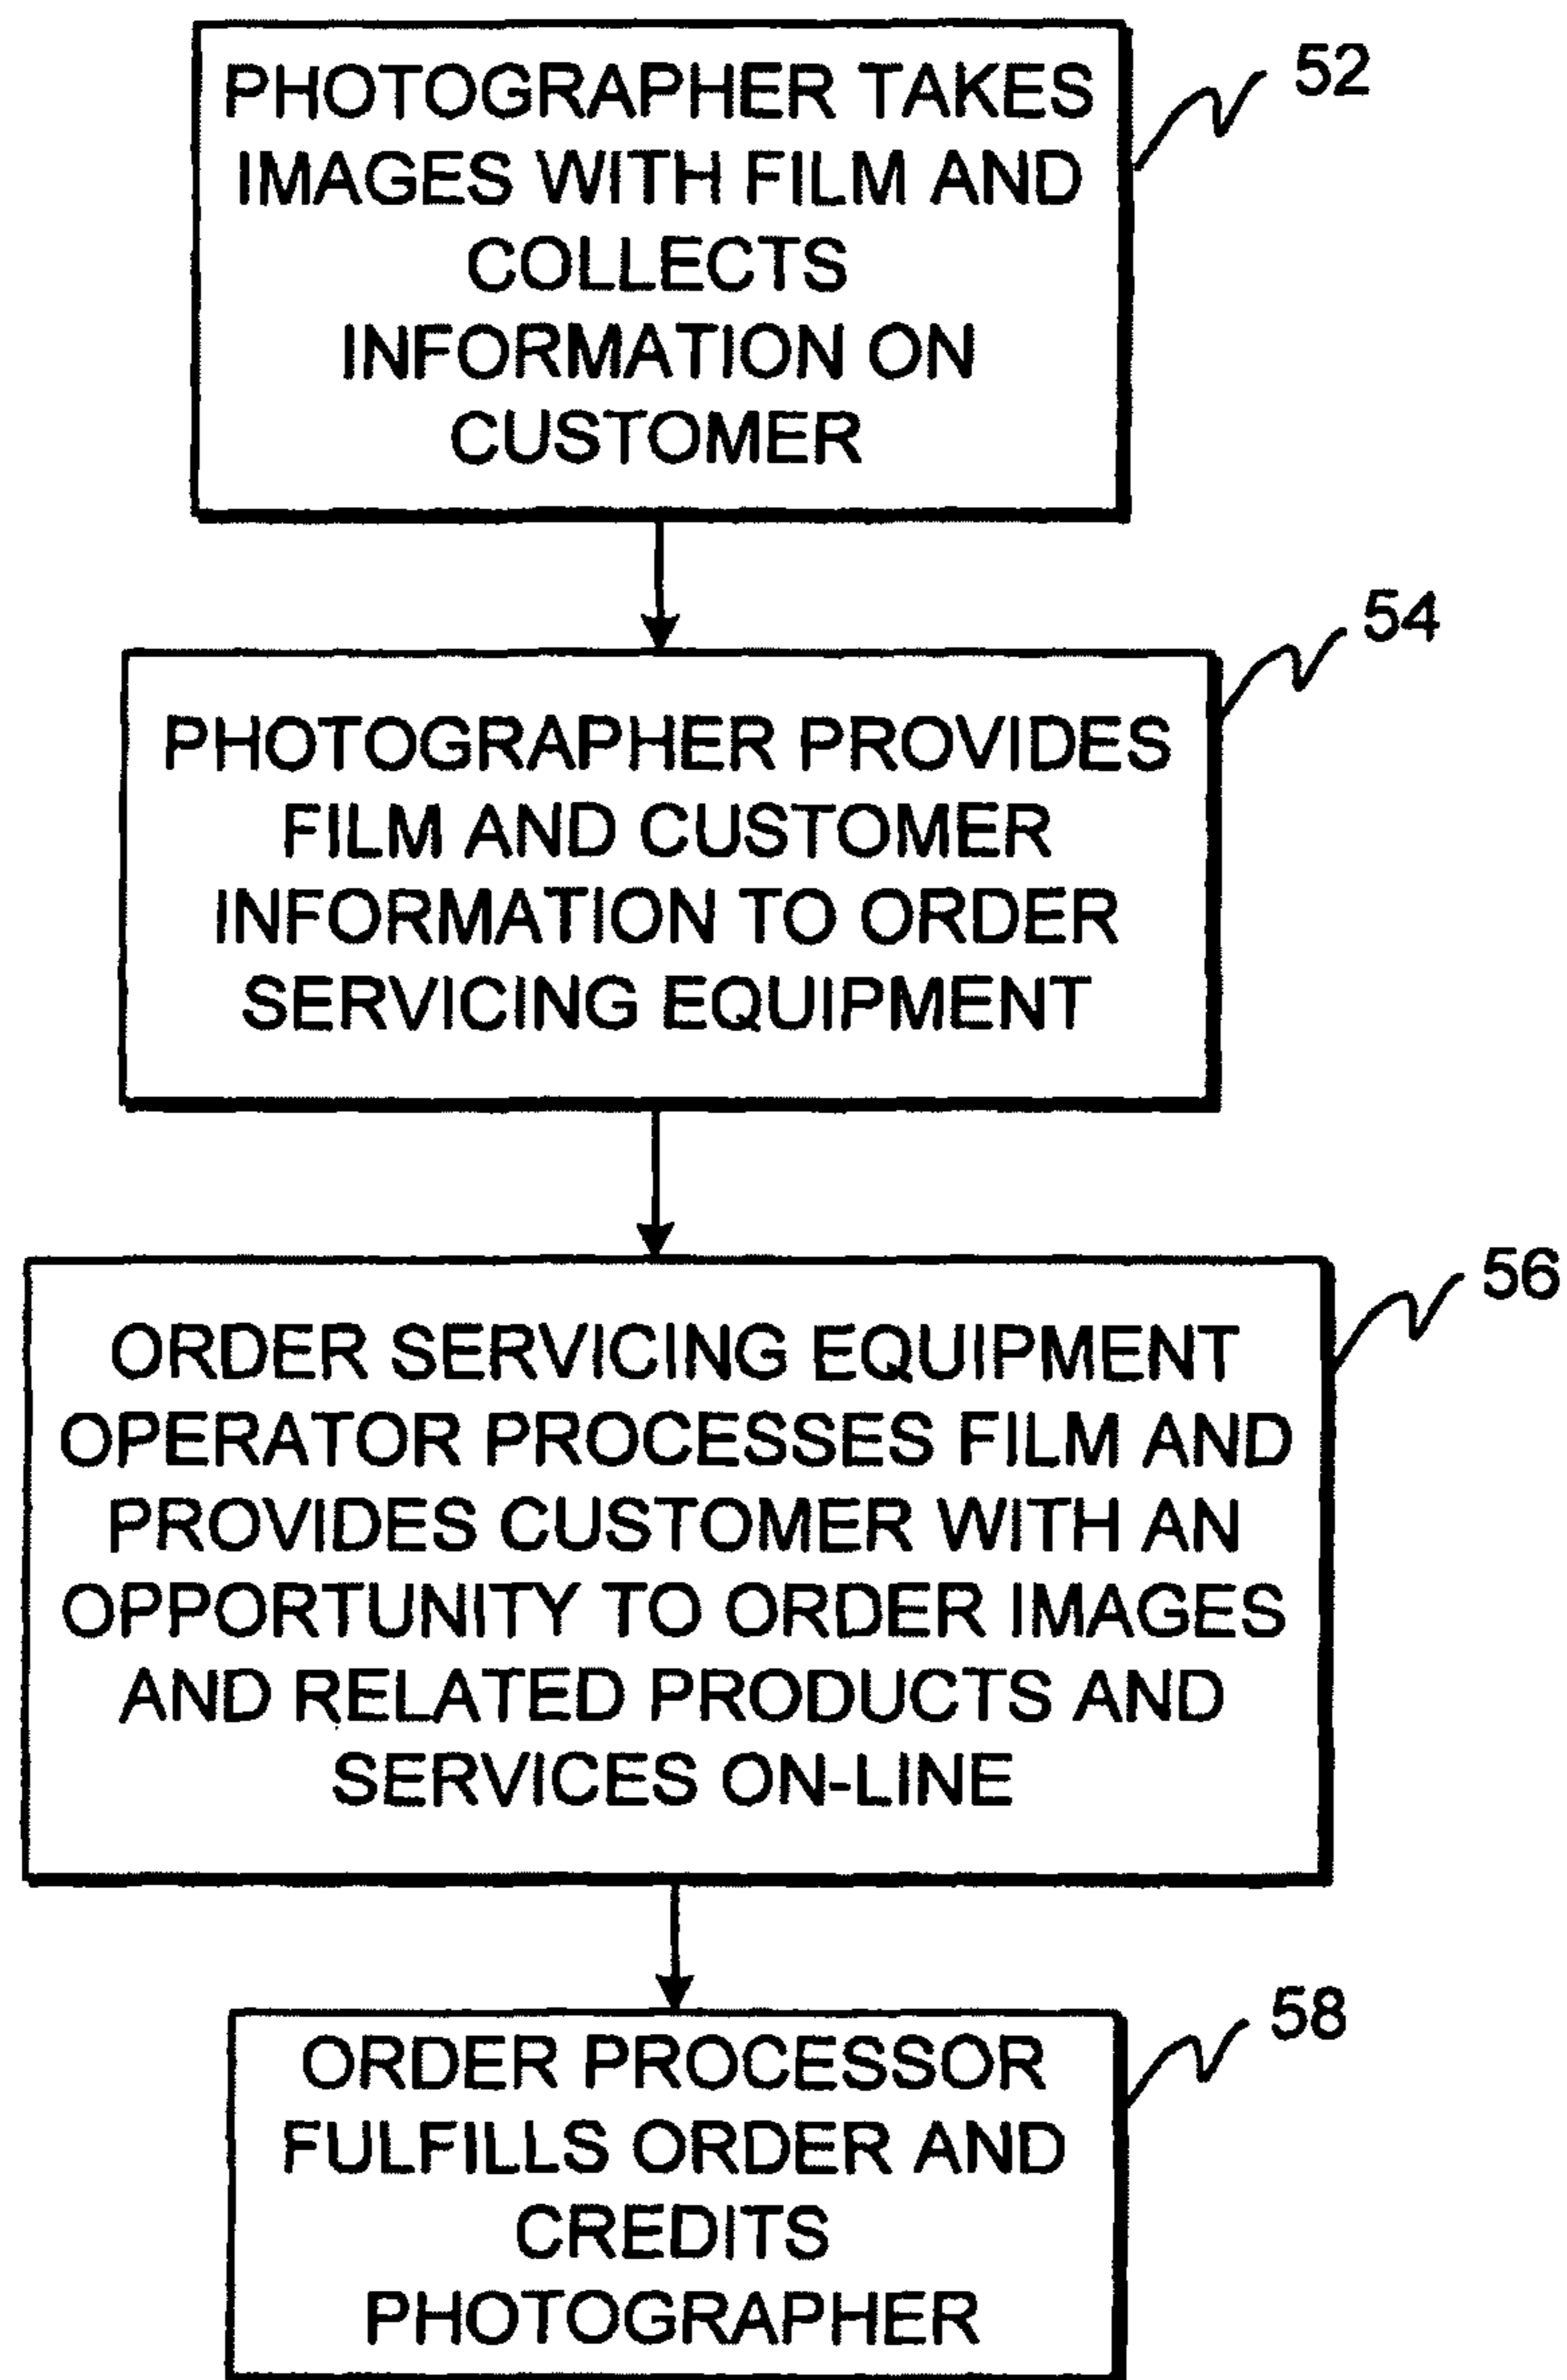 PHOTOGRAPHER TAKES
IMAGES WITH FILM AND
COLLECTS
INFORMATION ON
CUSTOMER
52
PHOTOGRAPHER PROVIDES
FILM AND CUSTOMER
INFORMATION TO ORDER
SERVICING EQUIPMENT
54
ORDER SERVICING EQUIPMENT
OPERATOR PROCESSES FILM AND
PROVIDES CUSTOMER WITH AN
OPPORTUNITY TO ORDER IMAGES
AND RELATED PRODUCTS AND
SERVICES ON-LINE
56
ORDER PROCESSOR
FULFILLS ORDER AND
CREDITS
PHOTOGRAPHER
58